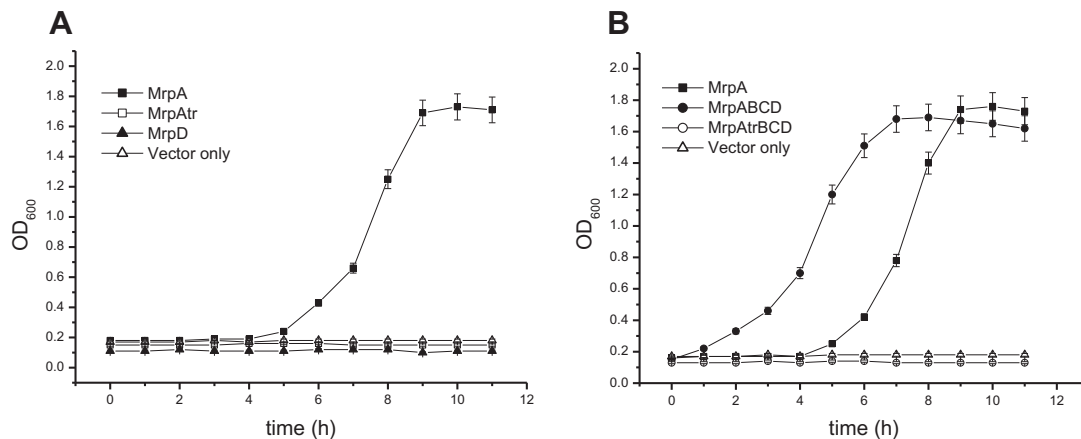 A
2.0
1.8
1.6
1.4
1.2
1.0
0.8
0.6
0.4
0.2
0.0
OD600
MrpA
MrpAtr
MrpD
Vector only
0 2 4 6 8 10 12
time (h)
B
2.0
1.8
1.6
1.4
1.2
1.0
0.8
0.6
0.4
0.2
0.0
OD600
MrpA
MrpABCD
MrpAtrBCD
Vector only
0 2 4 6 8 10 12
time (h)